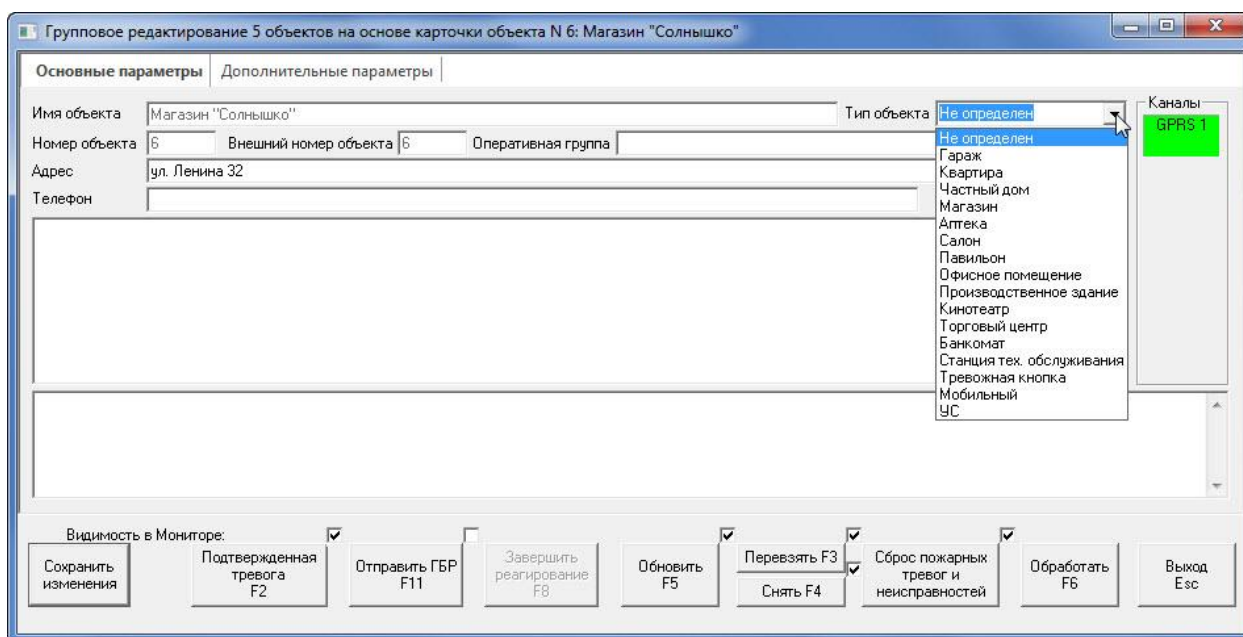 Групповое редактирование 5 объектов на основе карточки объекта N 6: Магазин "Солнышко"
Основные параметры Дополнительные параметры
Имя объекта Магазин "Солнышко" Тип объекта Не определен Каналы
GPRS 1
Номер объекта 6 Внешний номер объекта 6 Оперативная группа
Адрес ул. Ленина 32
Телефон
Не определен
Гараж
Квартира
Частный дом
Магазин
Аптека
Салон
Павильон
Офисное помещение
Производственное здание
Кинотеатр
Торговый центр
Банкомат
Станция тех. обслуживания
Тревожная кнопка
Мобильный
УС
Видимость в Мониторе:
Сохранить
изменения
Подтвержденная
тревога
F2
Отправить ГБР
F11
Завершить
реагирование
F8
Обновить
F5
Перевзять F3
Снять F4
Сброс пожарных
тревог и
неисправностей
Обработать
F6
Выход
Esc